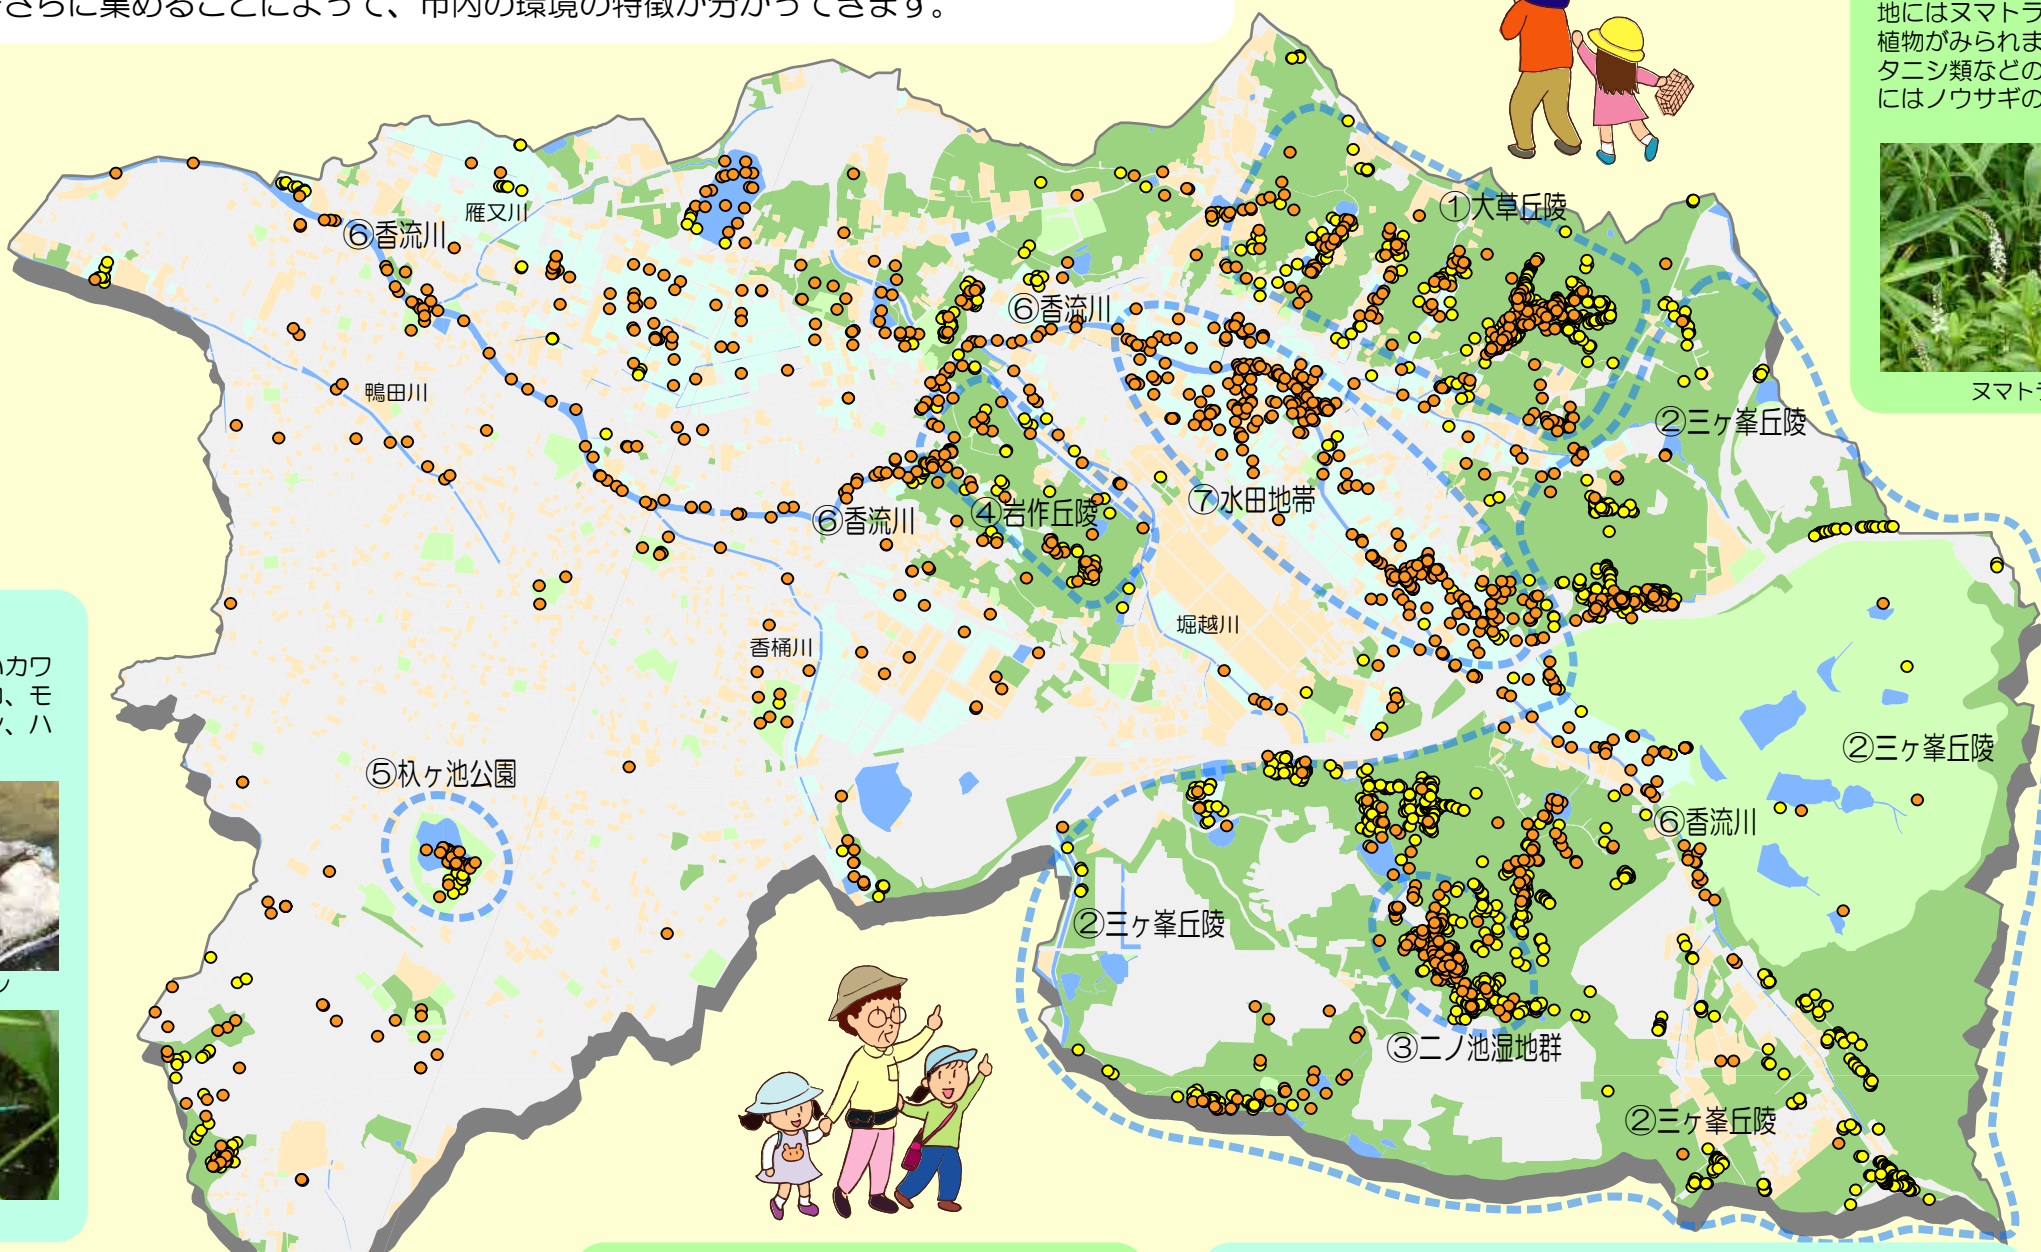 さらに集めることによって、市内の環境の特徴が分かってきます。
地にはヌマトラ
植物がみられま
タニシ類などの
にはノウサギの
ヌマトラ
①大草丘陵
雁又川
⑥香流川
⑥香流川
鴨田川
②三ヶ峯丘陵
⑦水田地帯
④岩作丘陵
⑥香流川
堀越川
香桶川
カワ
、モ
、ハ
②三ヶ峯丘陵
⑤杁ヶ池公園
⑥香流川
②三ヶ峯丘陵
③二ノ池湿地群
②三ヶ峯丘陵